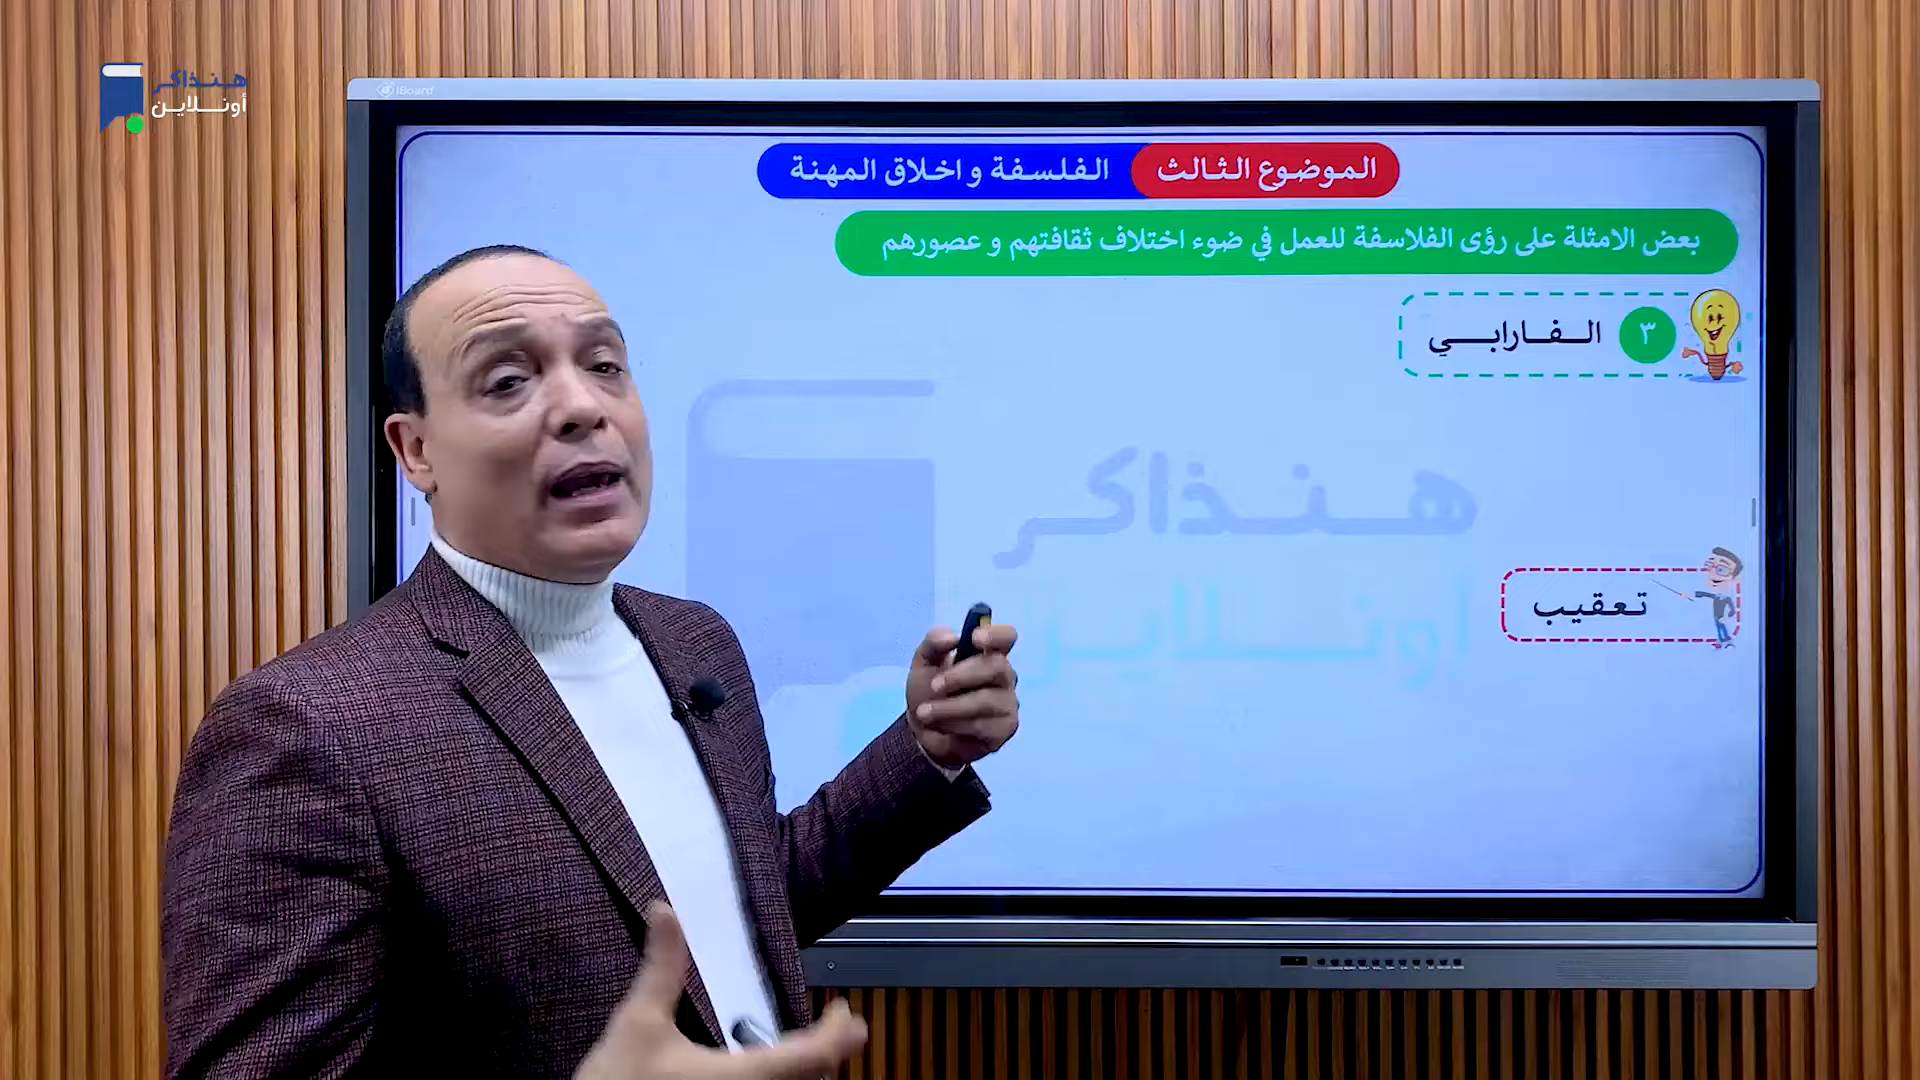 هنذاكر
أونلاين
IBoard
الموضوع الثالث الفلسفة و اخلاق المهنة
بعض الامثلة على رؤى الفلاسفة للعمل في ضوء اختلاف ثقافتهم و عصورهم
٣ الفارابي
هنذاكر
أونلاين
تعقيب